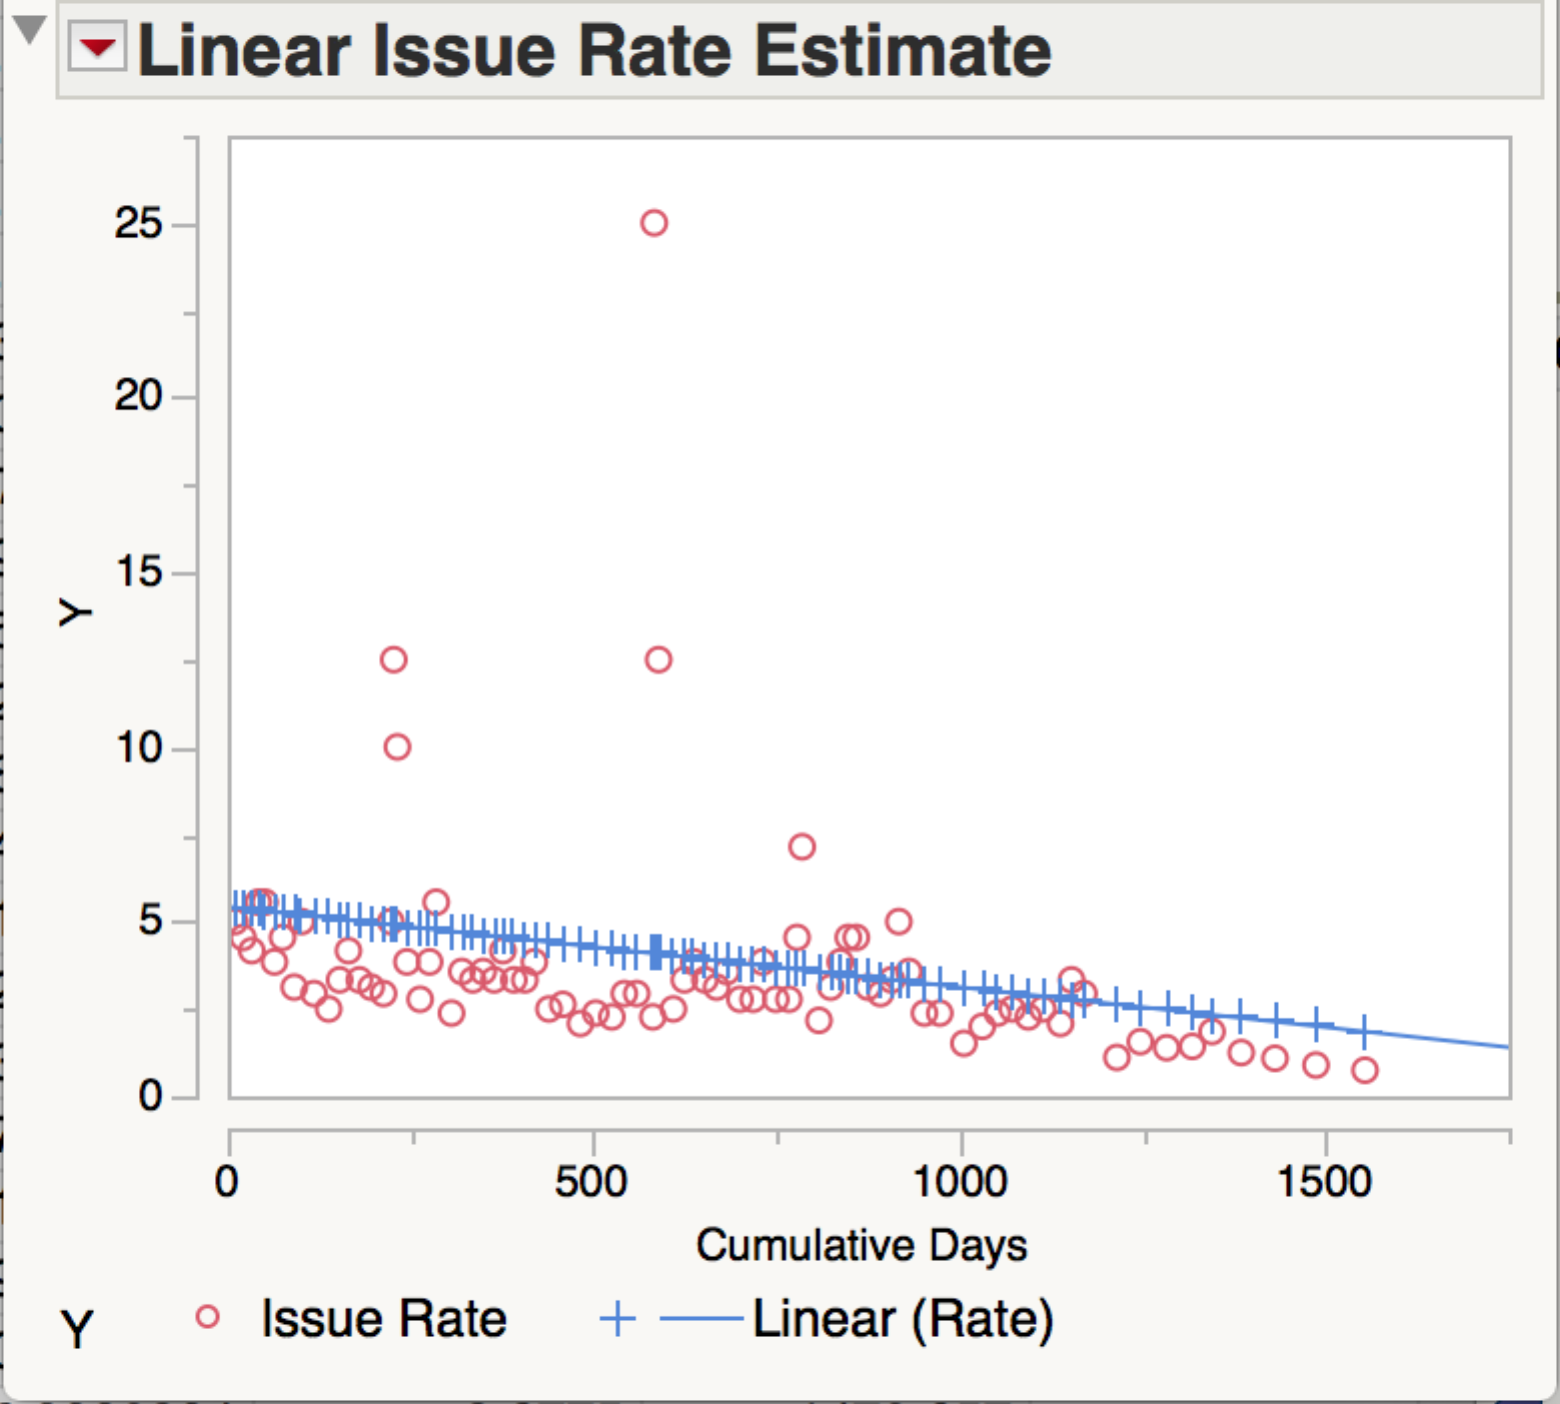 Linear Issue Rate Estimate
25
20
15
10
5
0
Y
0 500 1000 1500
Cumulative Days
Y Issue Rate Linear (Rate)